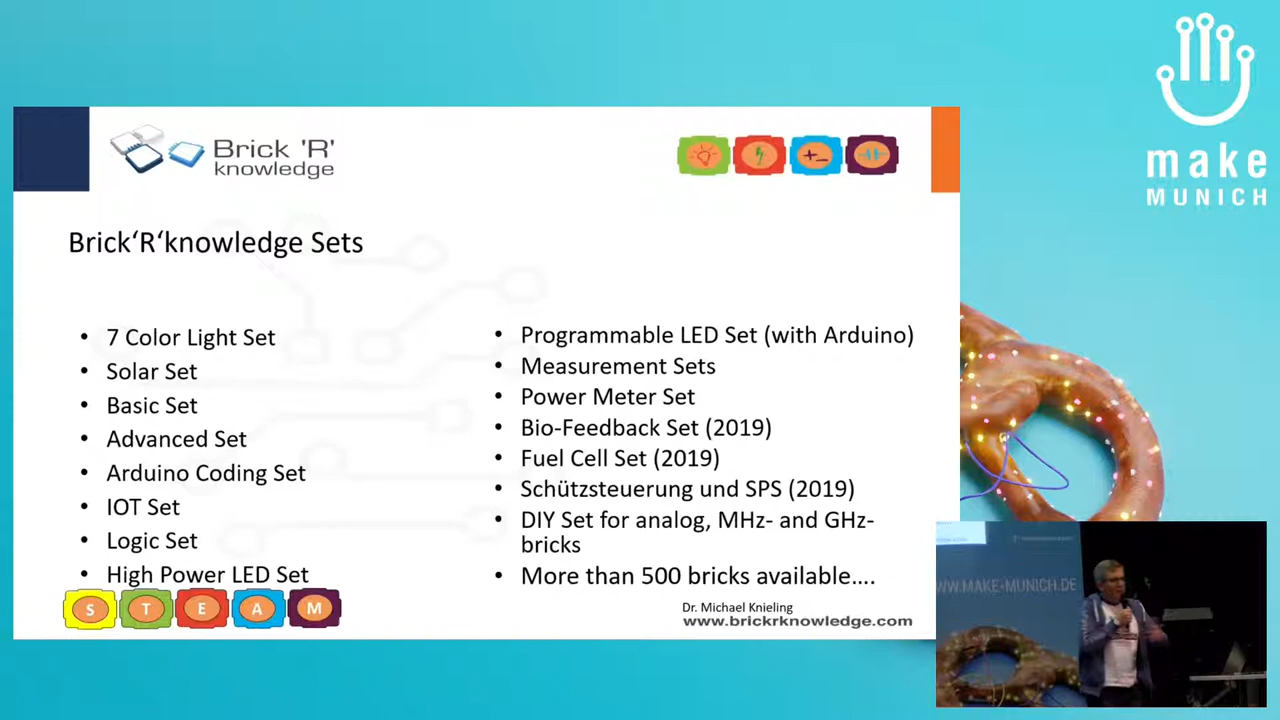 Brick 'R'
knowledge
make
MUNICH
Brick‘R‘knowledge Sets
• 7 Color Light Set
• Solar Set
• Basic Set
• Advanced Set
• Arduino Coding Set
• IOT Set
• Logic Set
• High Power LED Set
• Programmable LED Set (with Arduino)
• Measurement Sets
• Power Meter Set
• Bio-Feedback Set (2019)
• Fuel Cell Set (2019)
• Schützsteuerung und SPS (2019)
• DIY Set for analog, MHz- and GHz-
bricks
• More than 500 bricks available....
S T E A M
Dr. Michael Knieling
www.brickrknowledge.com
WWW.MAKE-MUNICH.DE